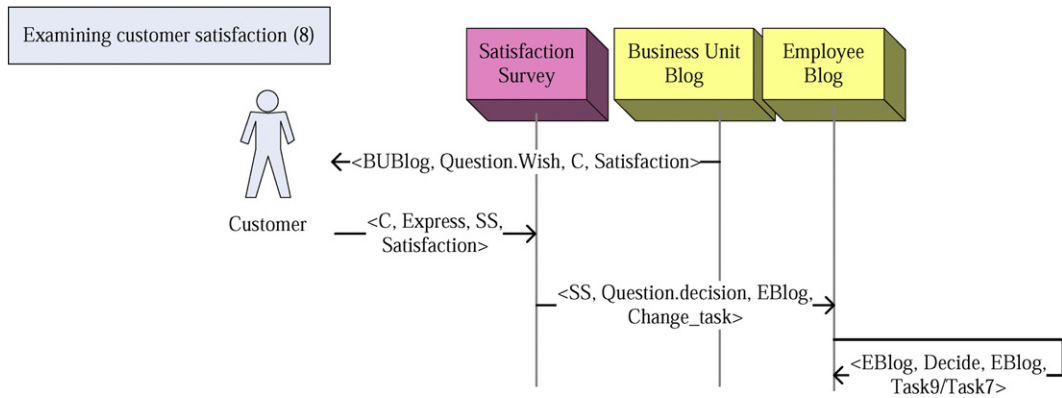 Examining customer satisfaction (8)
Satisfaction
Survey
Business Unit
Blog
Employee
Blog
<BUBlog, Question.Wish, C, Satisfaction>
Customer
<C, Express, SS,
Satisfaction>
<SS, Question.decision, EBlog,
Change_task>
<EBlog, Decide, EBlog,
Task9/Task7>